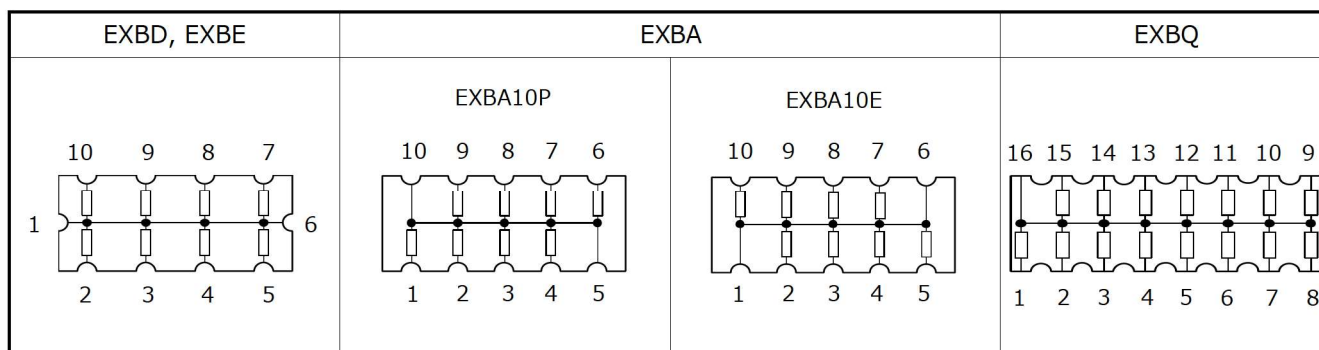 EXBD, EXBE
EXBA
EXBQ
EXBA10P
EXBA10E
10 9 8 7
1 6
2 3 4 5
10 9 8 7 6
1 2 3 4 5
10 9 8 7 6
1 2 3 4 5
16 15 14 13 12 11 10 9
1 2 3 4 5 6 7 8